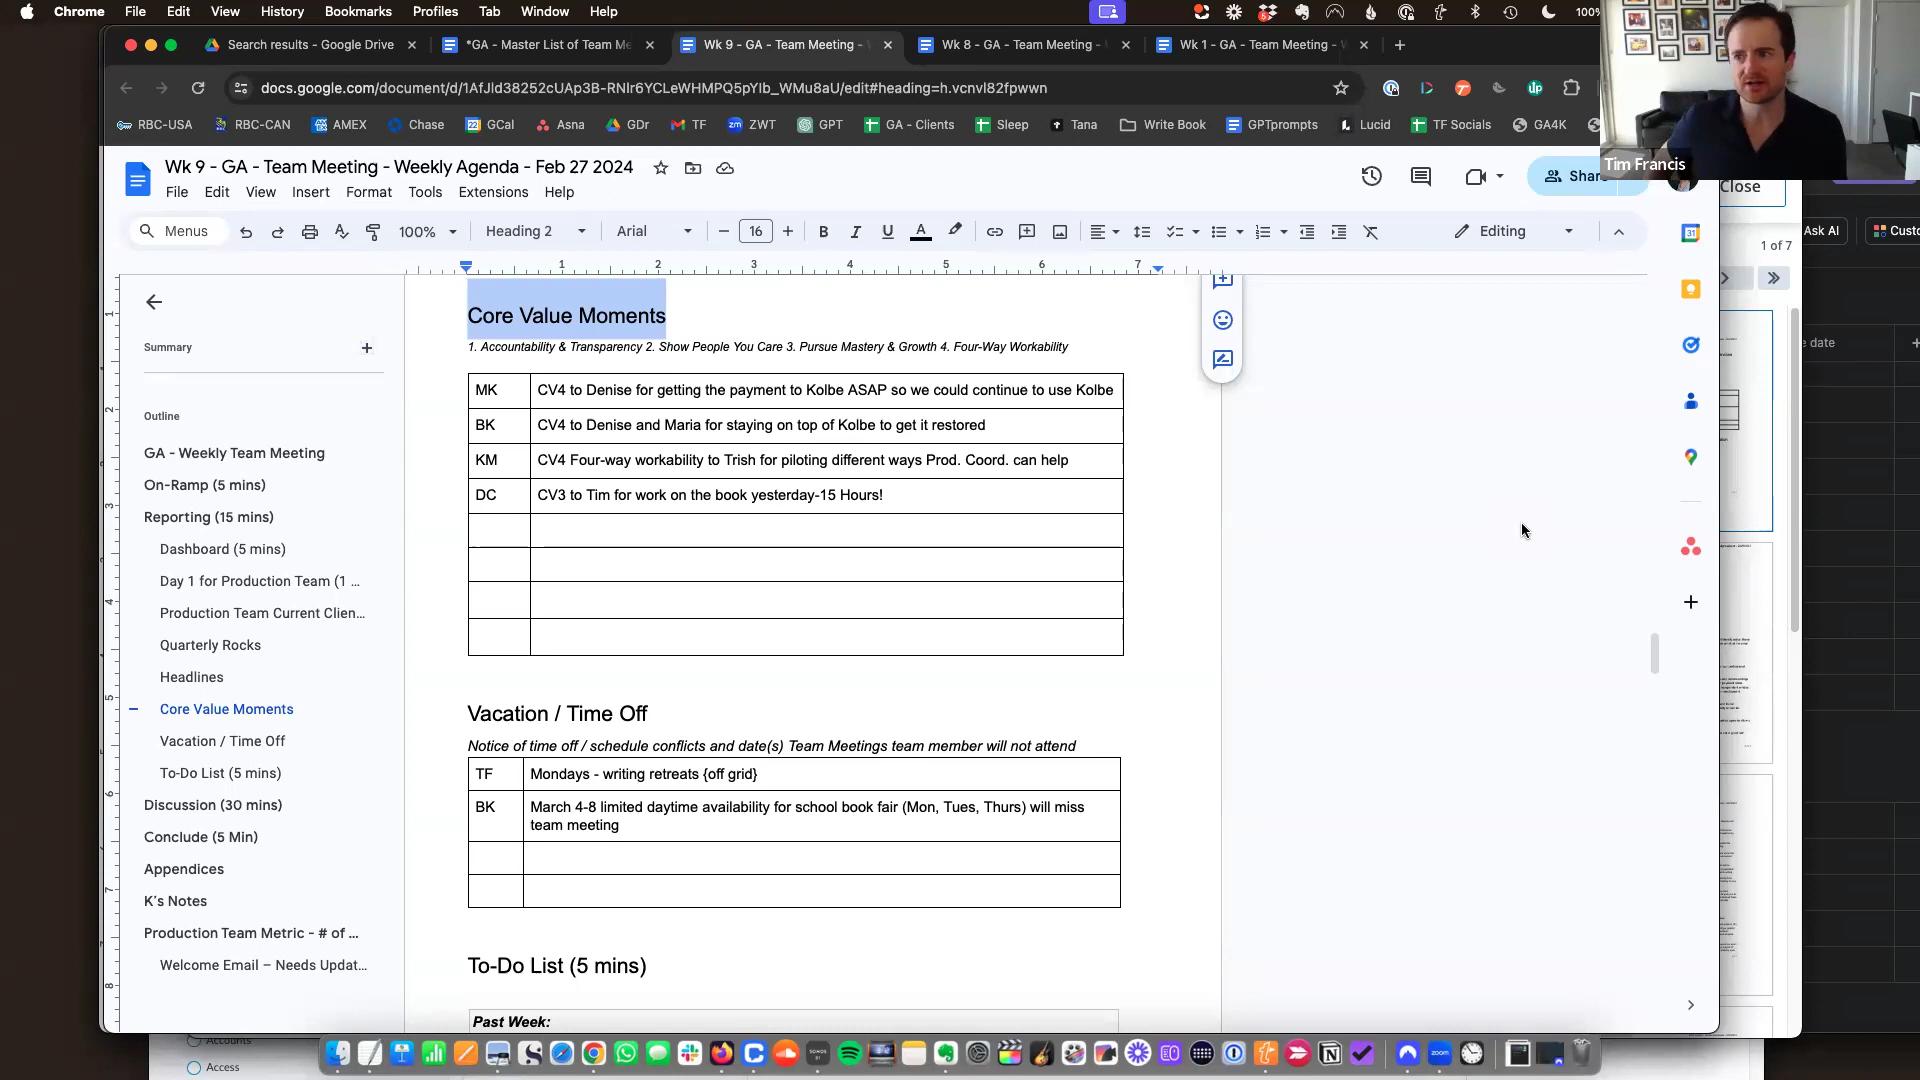 Chrome File Edit View History Bookmarks Profiles Tab Window Help 100%
Search results - Google Drive
*GA - Master List of Team Me
Wk 9 - GA - Team Meeting -
Wk 8 - GA - Team Meeting -
Wk 1 - GA - Team Meeting - W
docs.google.com/document/d/1AfJld38252cUAp3B-RNIr6YCLeWHMPQ5pYIb_WMu8aU/edit#heading=h.vcnvl82fpwwn
RBC-USA RBC-CAN AMEX Chase GCal Asna GDr TF ZWT GPT GA - Clients Sleep Tana Write Book GPTprompts Lucid TF Socials GA4K
Tim Francis
Wk 9 - GA - Team Meeting - Weekly Agenda - Feb 27 2024
File Edit View Insert Format Tools Extensions Help
Share
Close
Menus 100% Heading 2 Arial 16 Editing
Ask AI
Custo
1 of 7
e date
1 2 3 4 5 6 7
Summary
Outline
GA - Weekly Team Meeting
On-Ramp (5 mins)
Reporting (15 mins)
Dashboard (5 mins)
Day 1 for Production Team (1 ...
Production Team Current Clien...
Quarterly Rocks
Headlines
Core Value Moments
Vacation / Time Off
To-Do List (5 mins)
Discussion (30 mins)
Conclude (5 Min)
Appendices
K's Notes
Production Team Metric - # of ...
Welcome Email – Needs Updat...
Core Value Moments
1. Accountability & Transparency 2. Show People You Care 3. Pursue Mastery & Growth 4. Four-Way Workability
MK CV4 to Denise for getting the payment to Kolbe ASAP so we could continue to use Kolbe
BK CV4 to Denise and Maria for staying on top of Kolbe to get it restored
KM CV4 Four-way workability to Trish for piloting different ways Prod. Coord. can help
DC CV3 to Tim for work on the book yesterday-15 Hours!
Vacation / Time Off
Notice of time off / schedule conflicts and date(s) Team Meetings team member will not attend
TF Mondays - writing retreats {off grid}
BK March 4-8 limited daytime availability for school book fair (Mon, Tues, Thurs) will miss
team meeting
To-Do List (5 mins)
Past Week:
Accounts
Access